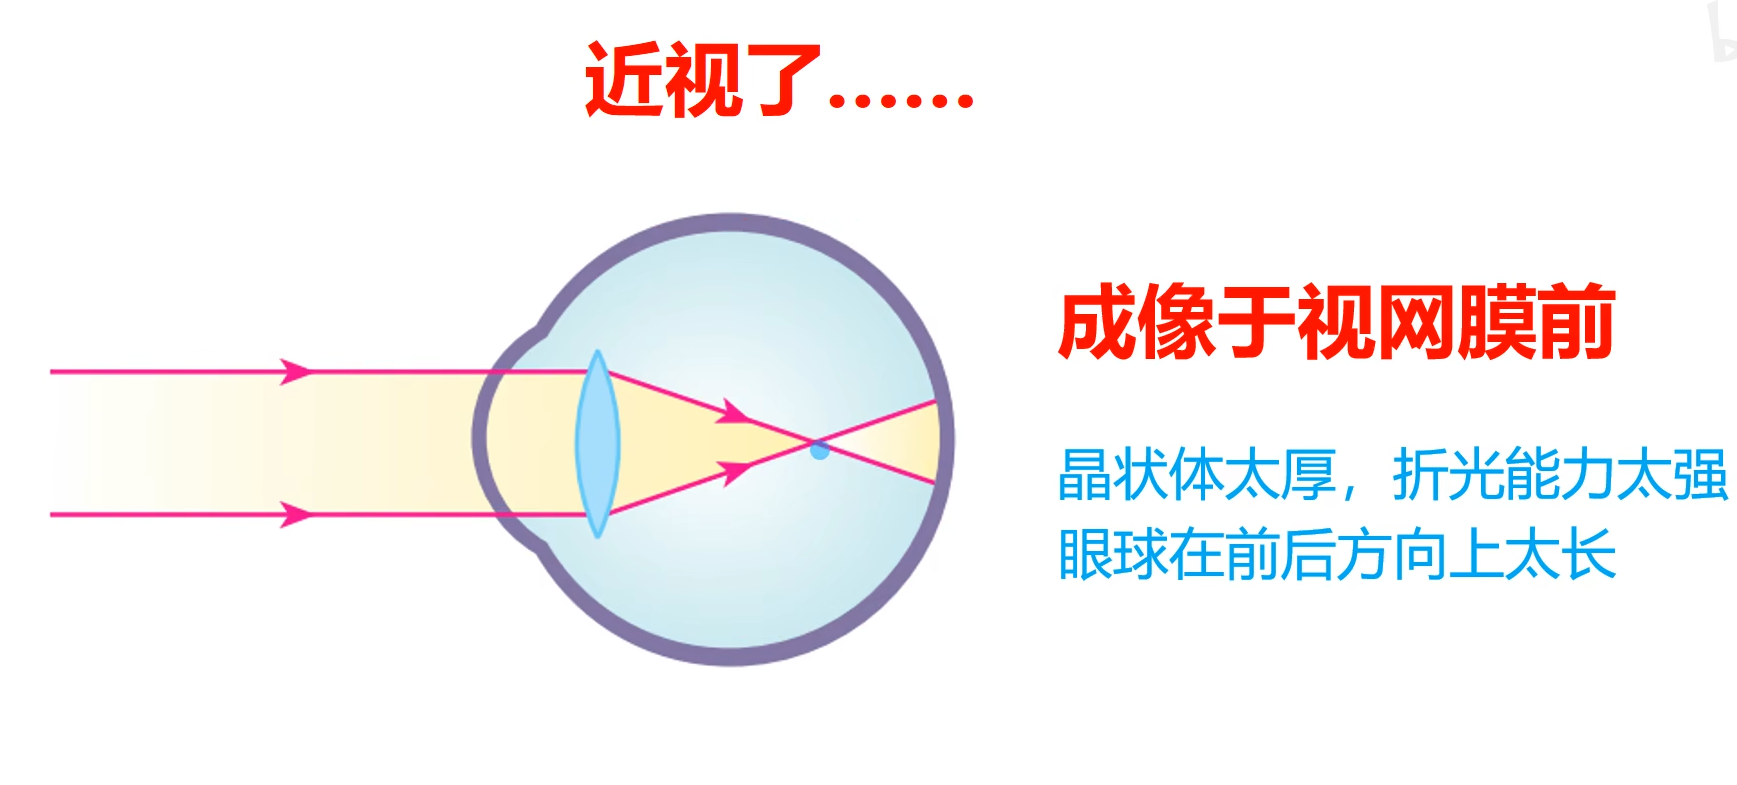 近视了……
成像于视网膜前
晶状体太厚，折光能力太强
眼球在前后方向上太长